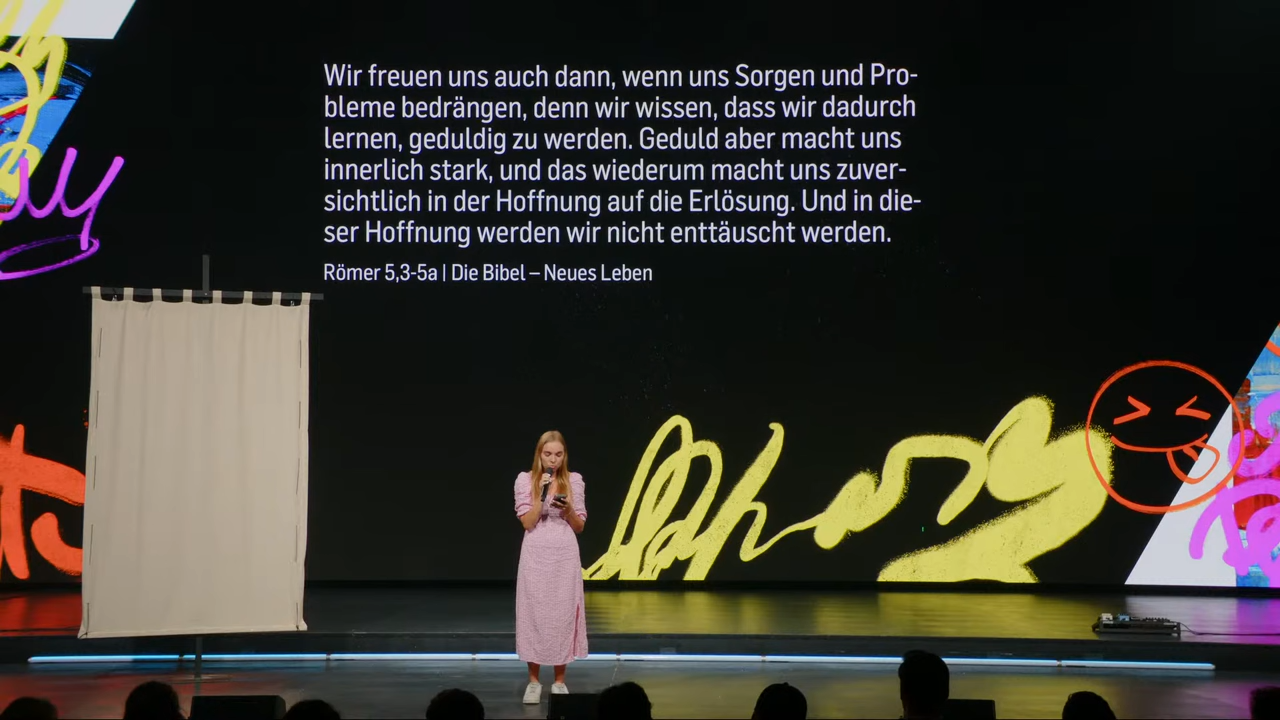 Wir freuen uns auch dann, wenn uns Sorgen und Pro-
bleme bedrängen, denn wir wissen, dass wir dadurch
lernen, geduldig zu werden. Geduld aber macht uns
innerlich stark, und das wiederum macht uns zuver-
sichtlich in der Hoffnung auf die Erlösung. Und in die-
ser Hoffnung werden wir nicht enttäuscht werden.
Römer 5,3-5a | Die Bibel – Neues Leben